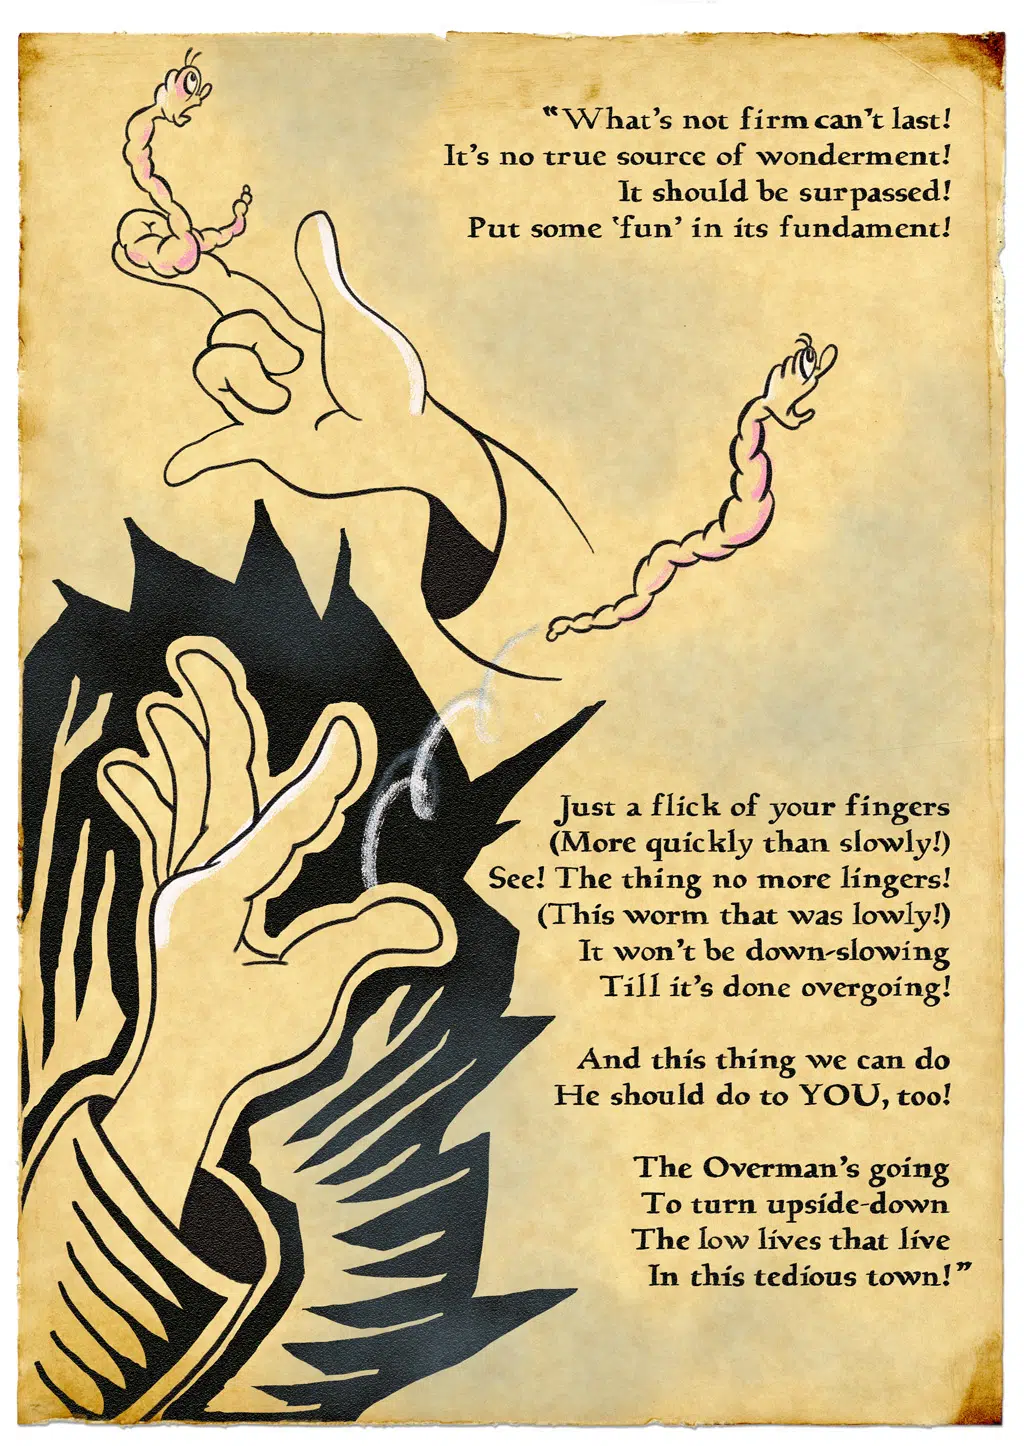 “What’s not firm can’t last!
It’s no true source of wonderment!
It should be surpassed!
Put some ‘fun’ in its fundament!
Just a flick of your fingers
(More quickly than slowly!)
See! The thing no more lingers!
(This worm that was lowly!)
It won’t be down-slowing
Till it’s done overgoing!
And this thing we can do
He should do to YOU, too!
The Overman’s going
To turn upside-down
The low lives that live
In this tedious town!”